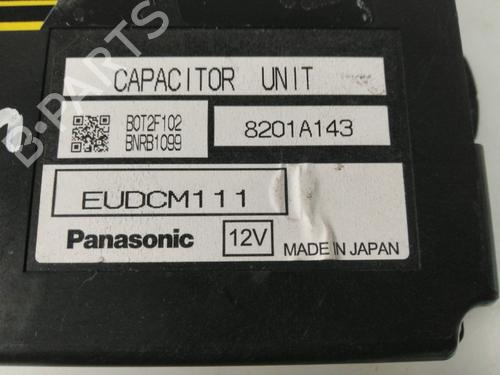 CAPACITOR UNIT
B0T2F102
BNRB1099
8201A143
EUDCM111
Panasonic 12V MADE IN JAPAN
B-PARTS